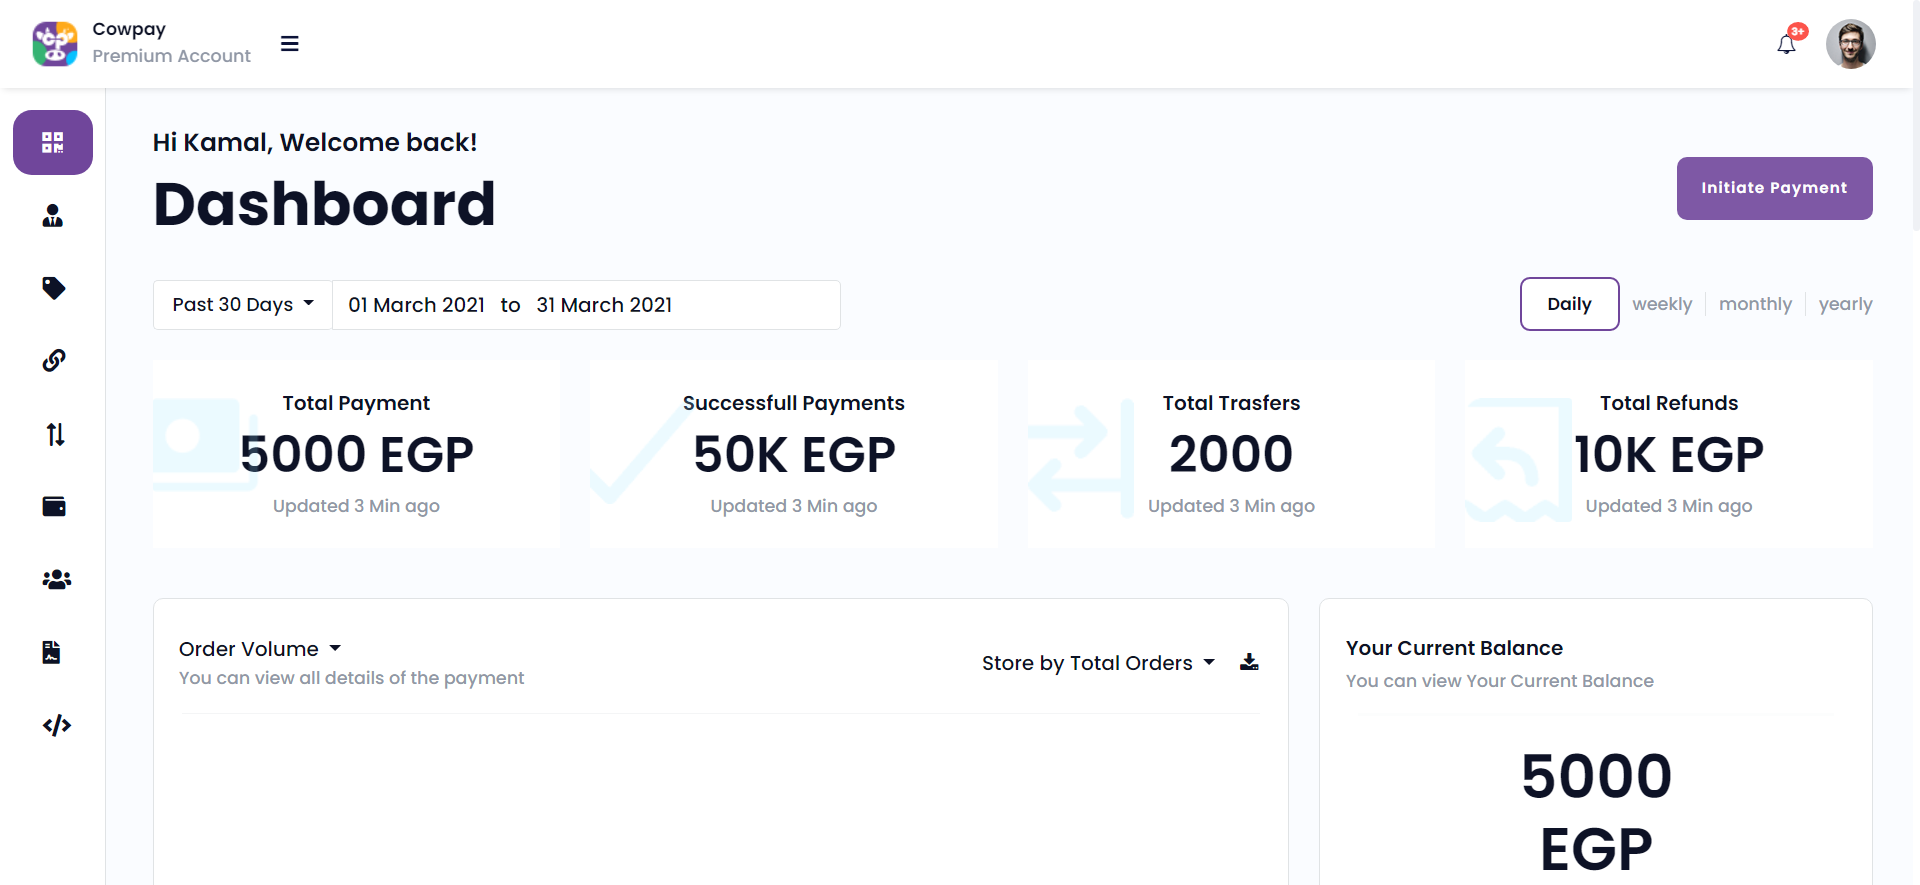 Cowpay
Premium Account
3+
Hi Kamal, Welcome back!
Dashboard
Initiate Payment
Past 30 Days
01 March 2021 to 31 March 2021
Daily weekly monthly yearly
Total Payment
5000 EGP
Updated 3 Min ago
Successfull Payments
50K EGP
Updated 3 Min ago
Total Trasfers
2000
Updated 3 Min ago
Total Refunds
10K EGP
Updated 3 Min ago
Order Volume
You can view all details of the payment
Store by Total Orders
Your Current Balance
You can view Your Current Balance
5000
EGP